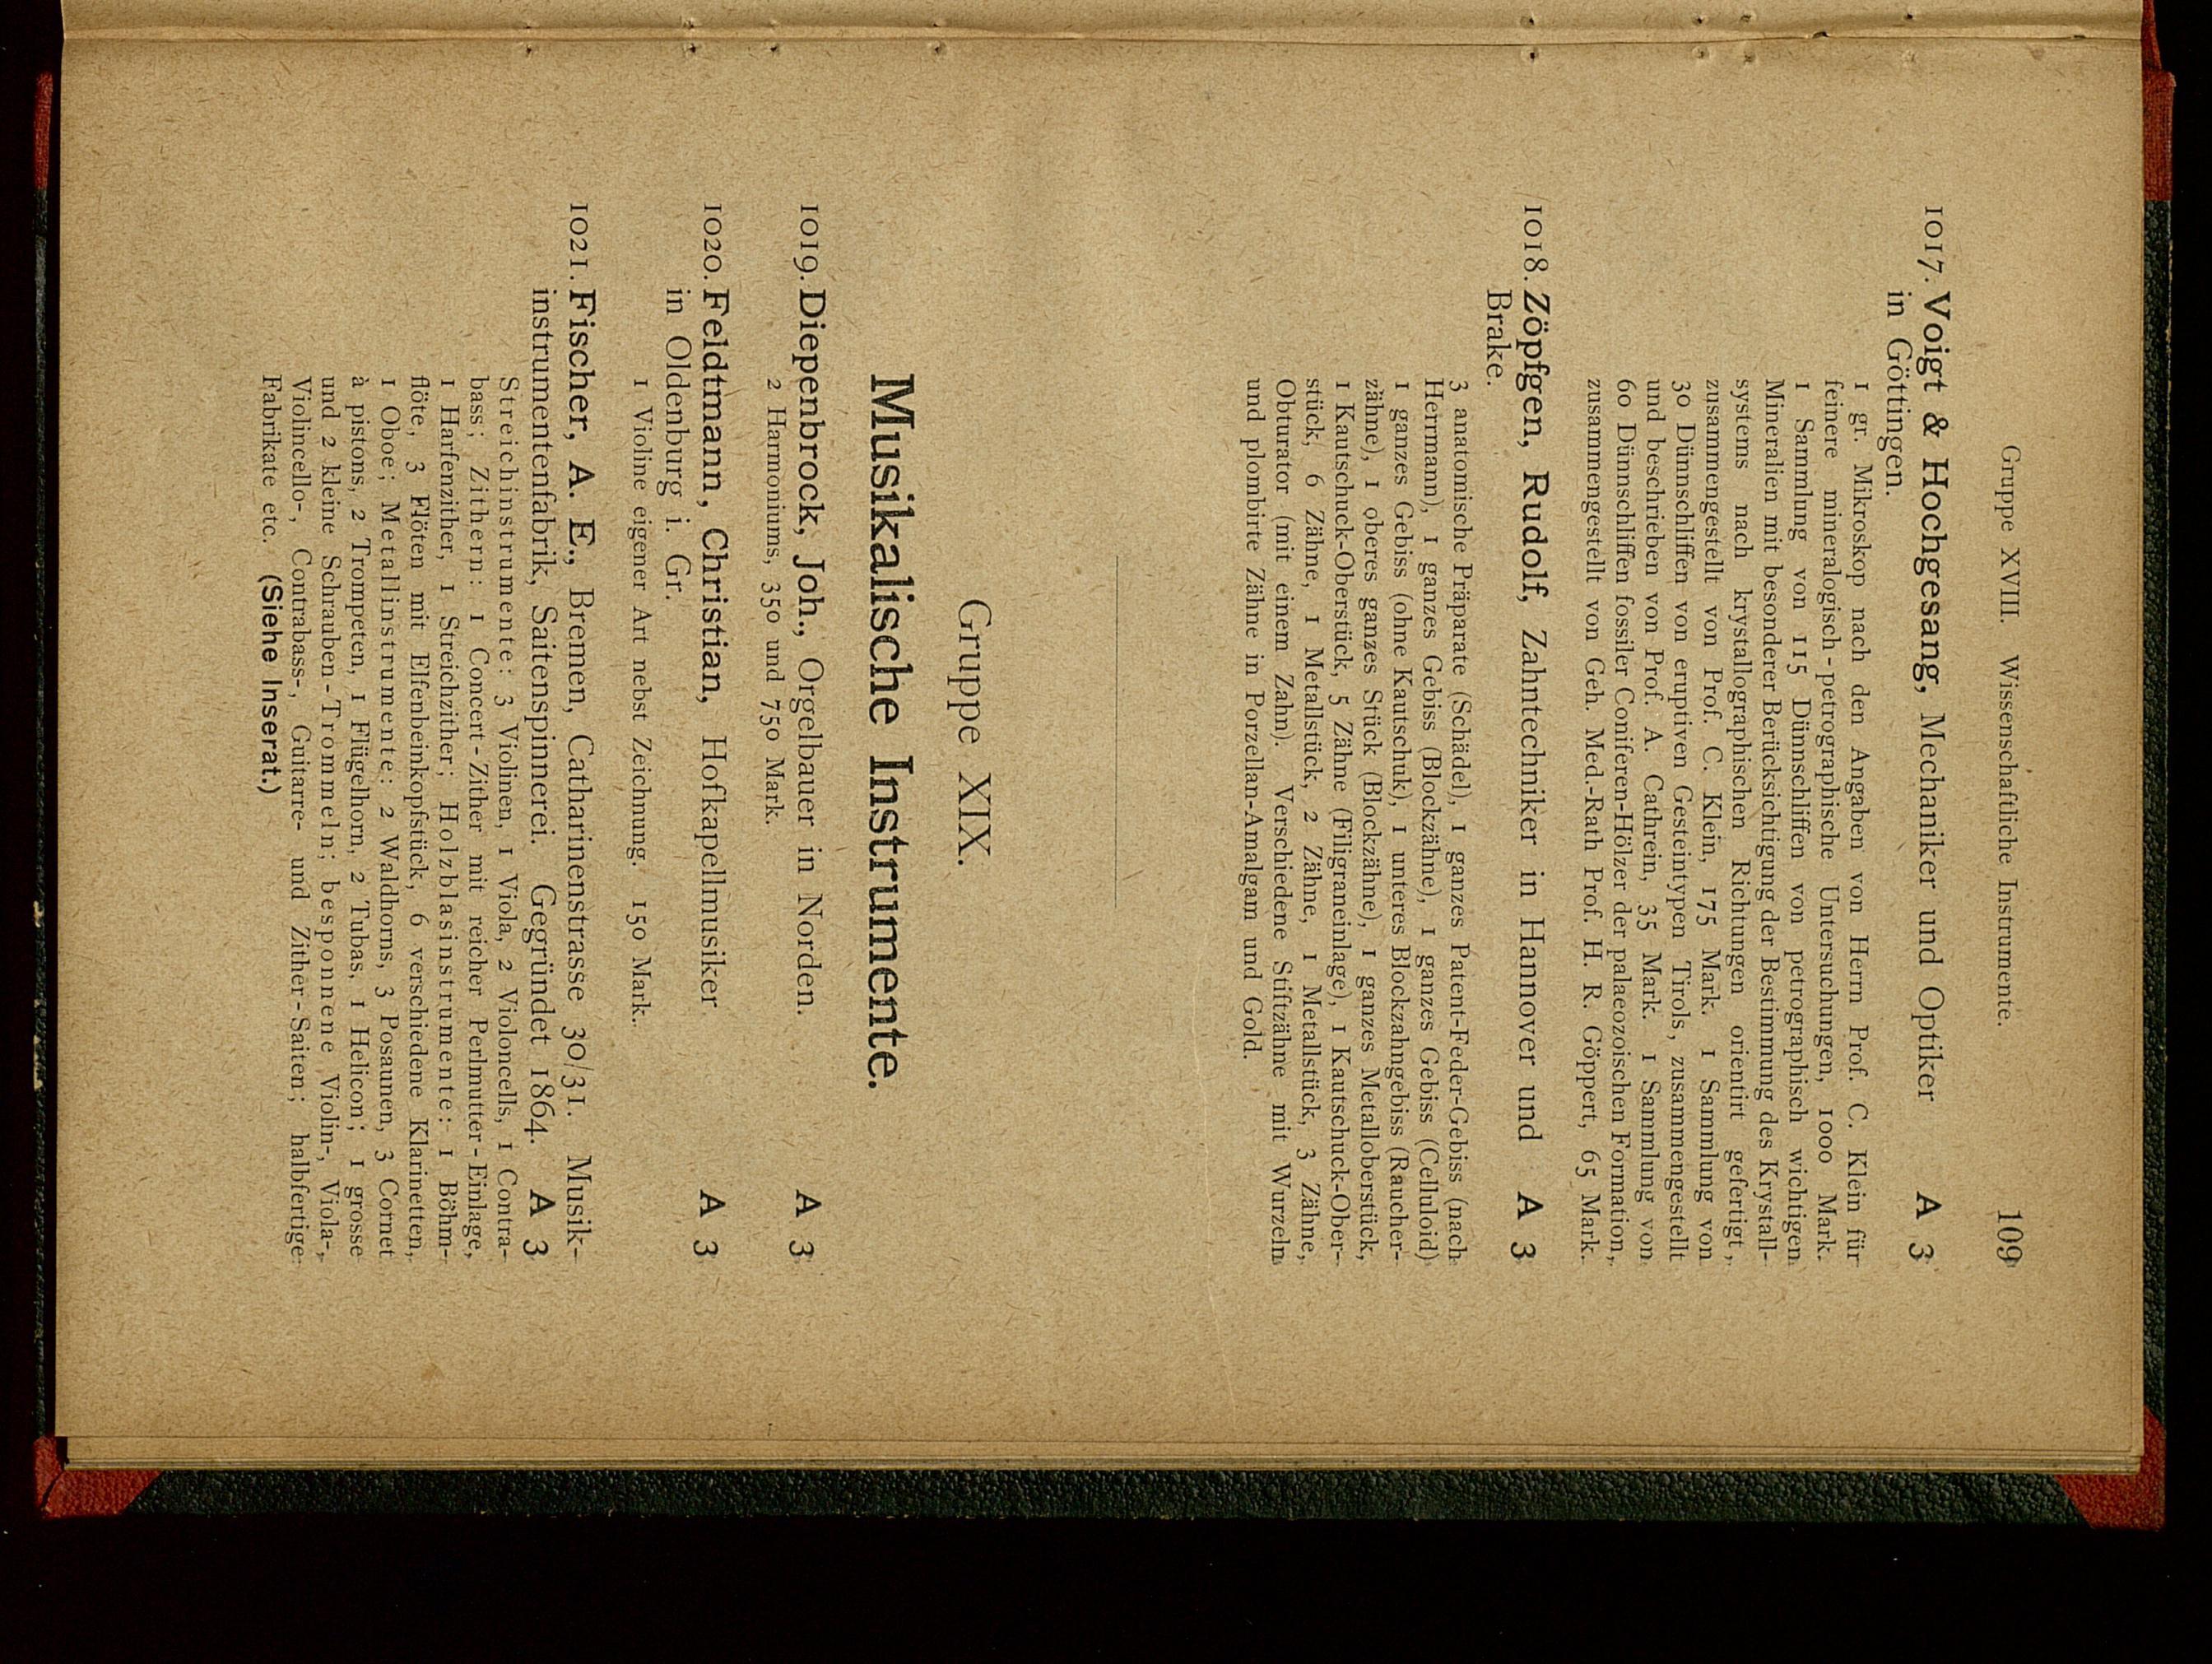 Gruppe XVIII. Wissenschaftliche Instrumente. 109
1017. Voigt & Hochgesang, Mechaniker und Optiker A 3
in Göttingen.
1 gr. Mikroskop nach den Angaben von Herrn Prof. C. Klein für
feinere mineralogisch-petrographische Untersuchungen, 1000 Mark.
1 Sammlung von 115 Dünnschliffen von petrographisch wichtigen
Mineralien mit besonderer Berücksichtigung der Bestimmung des Krystall-
systems nach krystallographischen Richtungen orientirt gefertigt,
zusammengestellt von Prof. C. Klein, 175 Mark. 1 Sammlung von
30 Dünnschliffen von eruptiven Gesteintypen Tirols, zusammengestellt
und beschrieben von Prof. A. Cathrein, 35 Mark. 1 Sammlung von
60 Dünnschliffen fossiler Coniferen-Hölzer der palaeozoischen Formation,
zusammengestellt von Geh. Med.-Rath Prof. H. R. Göppert, 65 Mark.
1018. Zöpfgen, Rudolf, Zahntechniker in Hannover und A 3
Brake.
3 anatomische Präparate (Schädel), 1 ganzes Patent-Feder-Gebiss (nach
Herrmann), 1 ganzes Gebiss (Blockzähne), 1 ganzes Gebiss (Celluloid)
1 ganzes Gebiss (ohne Kautschuk), 1 unteres Blockzahngebiss (Raucher-
zähne), 1 oberes ganzes Stück (Blockzähne), 1 ganzes Metalloberstück,
1 Kautschuck-Oberstück, 5 Zähne (Filigraneinlage), 1 Kautschuck-Ober-
stück, 6 Zähne, 1 Metallstück, 2 Zähne, 1 Metallstück, 3 Zähne,
Obturator (mit einem Zahn). Verschiedene Stiftzähne mit Wurzeln
und plombirte Zähne in Porzellan-Amalgam und Gold.
Gruppe XIX.
Musikalische Instrumente.
1019. Diepenbrock, Joh., Orgelbauer in Norden. A 3
2 Harmoniums, 350 und 750 Mark.
1020. Feldtmann, Christian, Hofkapellmusiker A 3
in Oldenburg i. Gr.
1 Violine eigener Art nebst Zeichnung. 150 Mark.
1021. Fischer, A. E., Bremen, Catharinenstrasse 30/31. Musik-
instrumentenfabrik, Saitenspinnerei. Gegründet 1864. A 3
Streichinstrumente: 3 Violinen, 1 Viola, 2 Violoncells, 1 Contra-
bass; Zithern: 1 Concert-Zither mit reicher Perlmutter-Einlage,
1 Harfenzither, 1 Streichzither; Holzblasinstrumente: 1 Böhm-
flöte, 3 Flöten mit Elfenbeinkopfstück, 6 verschiedene Klarinetten,
1 Oboe; Metallinstrumente: 2 Waldhorns, 3 Posaunen, 3 Cornet
à pistons, 2 Trompeten, 1 Flügelhorn, 2 Tubas, 1 Helicon; 1 grosse
und 2 kleine Schrauben-Trommeln; besponnene Violin-, Viola-,
Violincello-, Contrabass-, Guitarre- und Zither-Saiten; halbfertige
Fabrikate etc. (Siehe Inserat.)